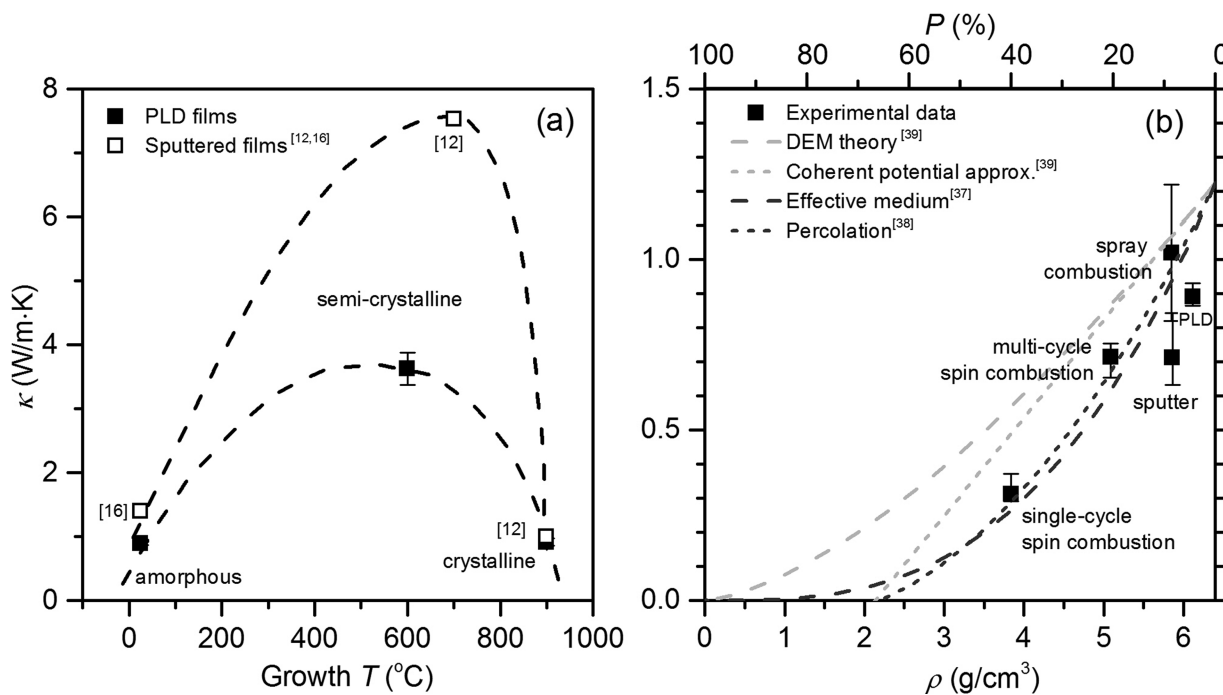 8
6
4
2
0
κ (W/m·K)
PLD films
Sputtered films[12,16]
(a)
[12]
semi-crystalline
[16]
amorphous
[12]
crystalline
0 200 400 600 800 1000
Growth T (°C)
P (%)
100 80 60 40 20 0
1.5
1.0
0.5
0.0
Experimental data
(b)
DEM theory[39]
Coherent potential approx.[39]
Effective medium[37]
Percolation[38]
spray
combustion
PLD
multi-cycle
spin combustion
sputter
single-cycle
spin combustion
0 1 2 3 4 5 6
ρ (g/cm³)